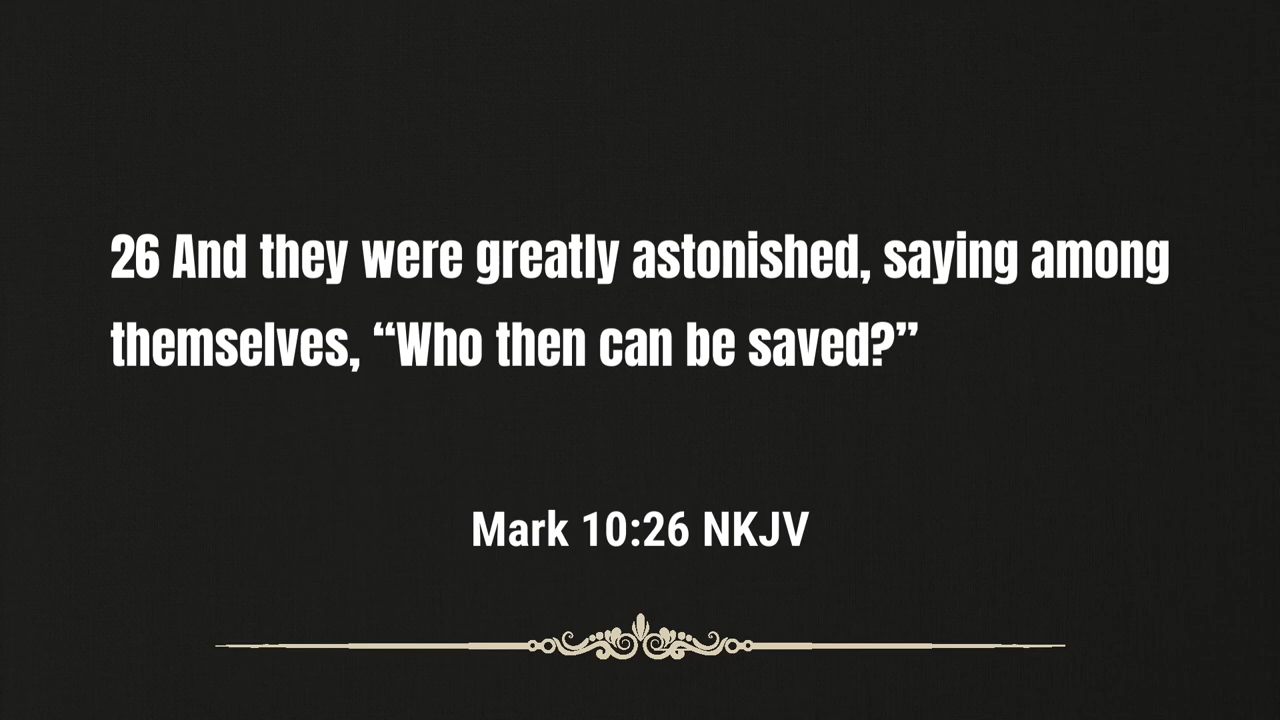 26 And they were greatly astonished, saying among
themselves, “Who then can be saved?”
Mark 10:26 NKJV